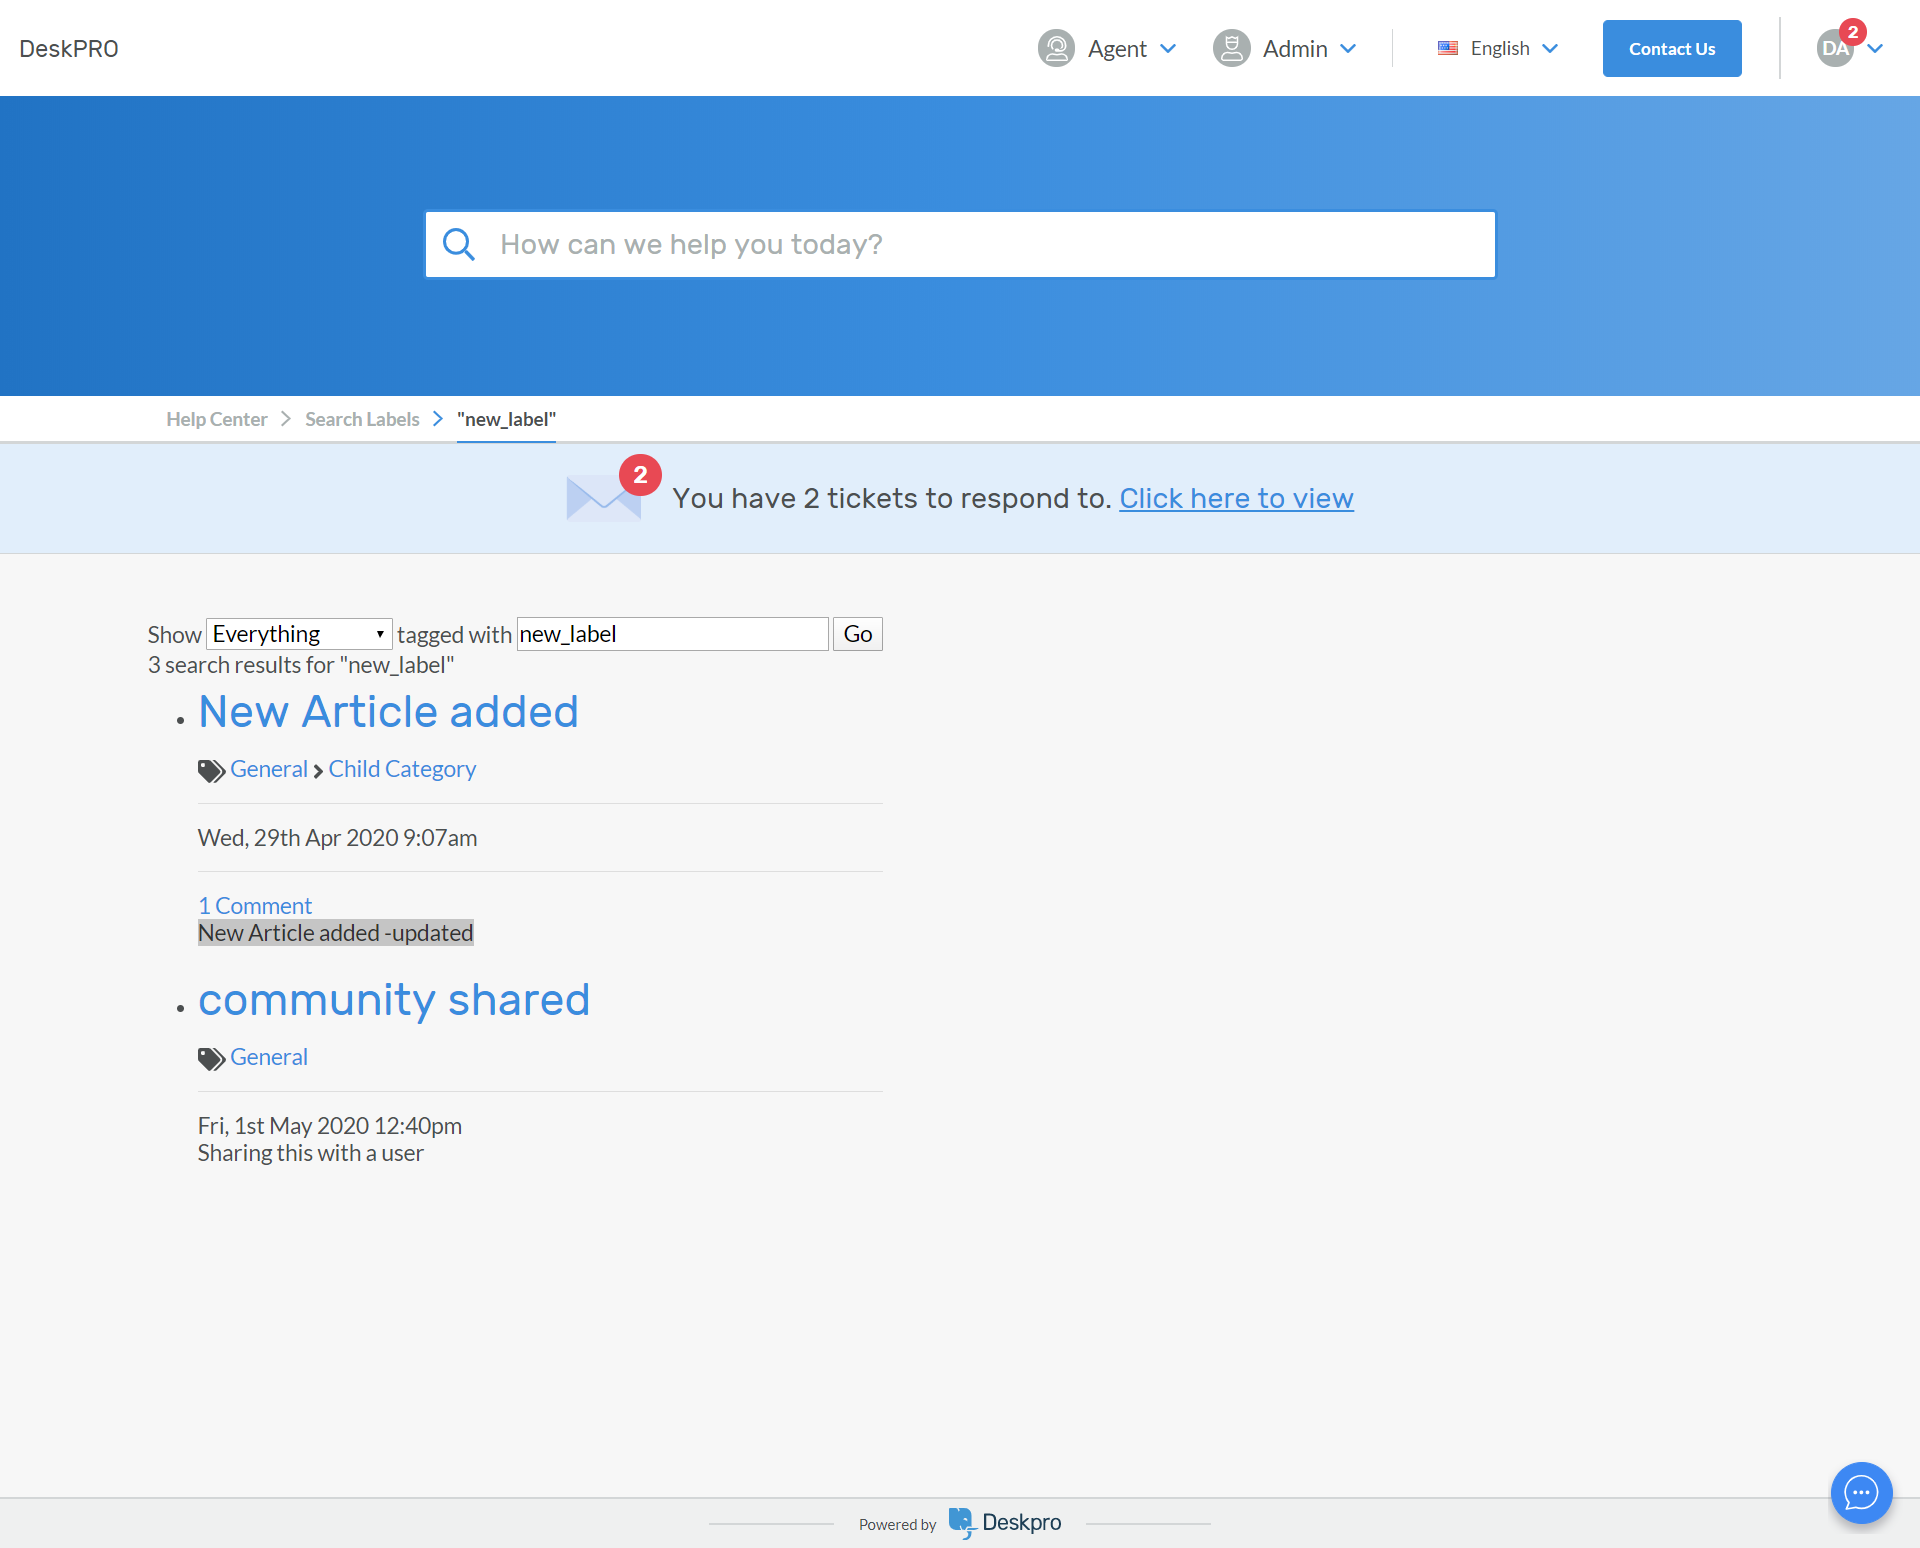 DeskPRO
Agent
Admin
English
Contact Us
DA
2
How can we help you today?
Help Center
Search Labels
"new_label"
2
You have 2 tickets to respond to. Click here to view
Show Everything tagged with new_label Go
3 search results for "new_label"
New Article added
General Child Category
Wed, 29th Apr 2020 9:07am
1 Comment
New Article added -updated
community shared
General
Fri, 1st May 2020 12:40pm
Sharing this with a user
Powered by Deskpro